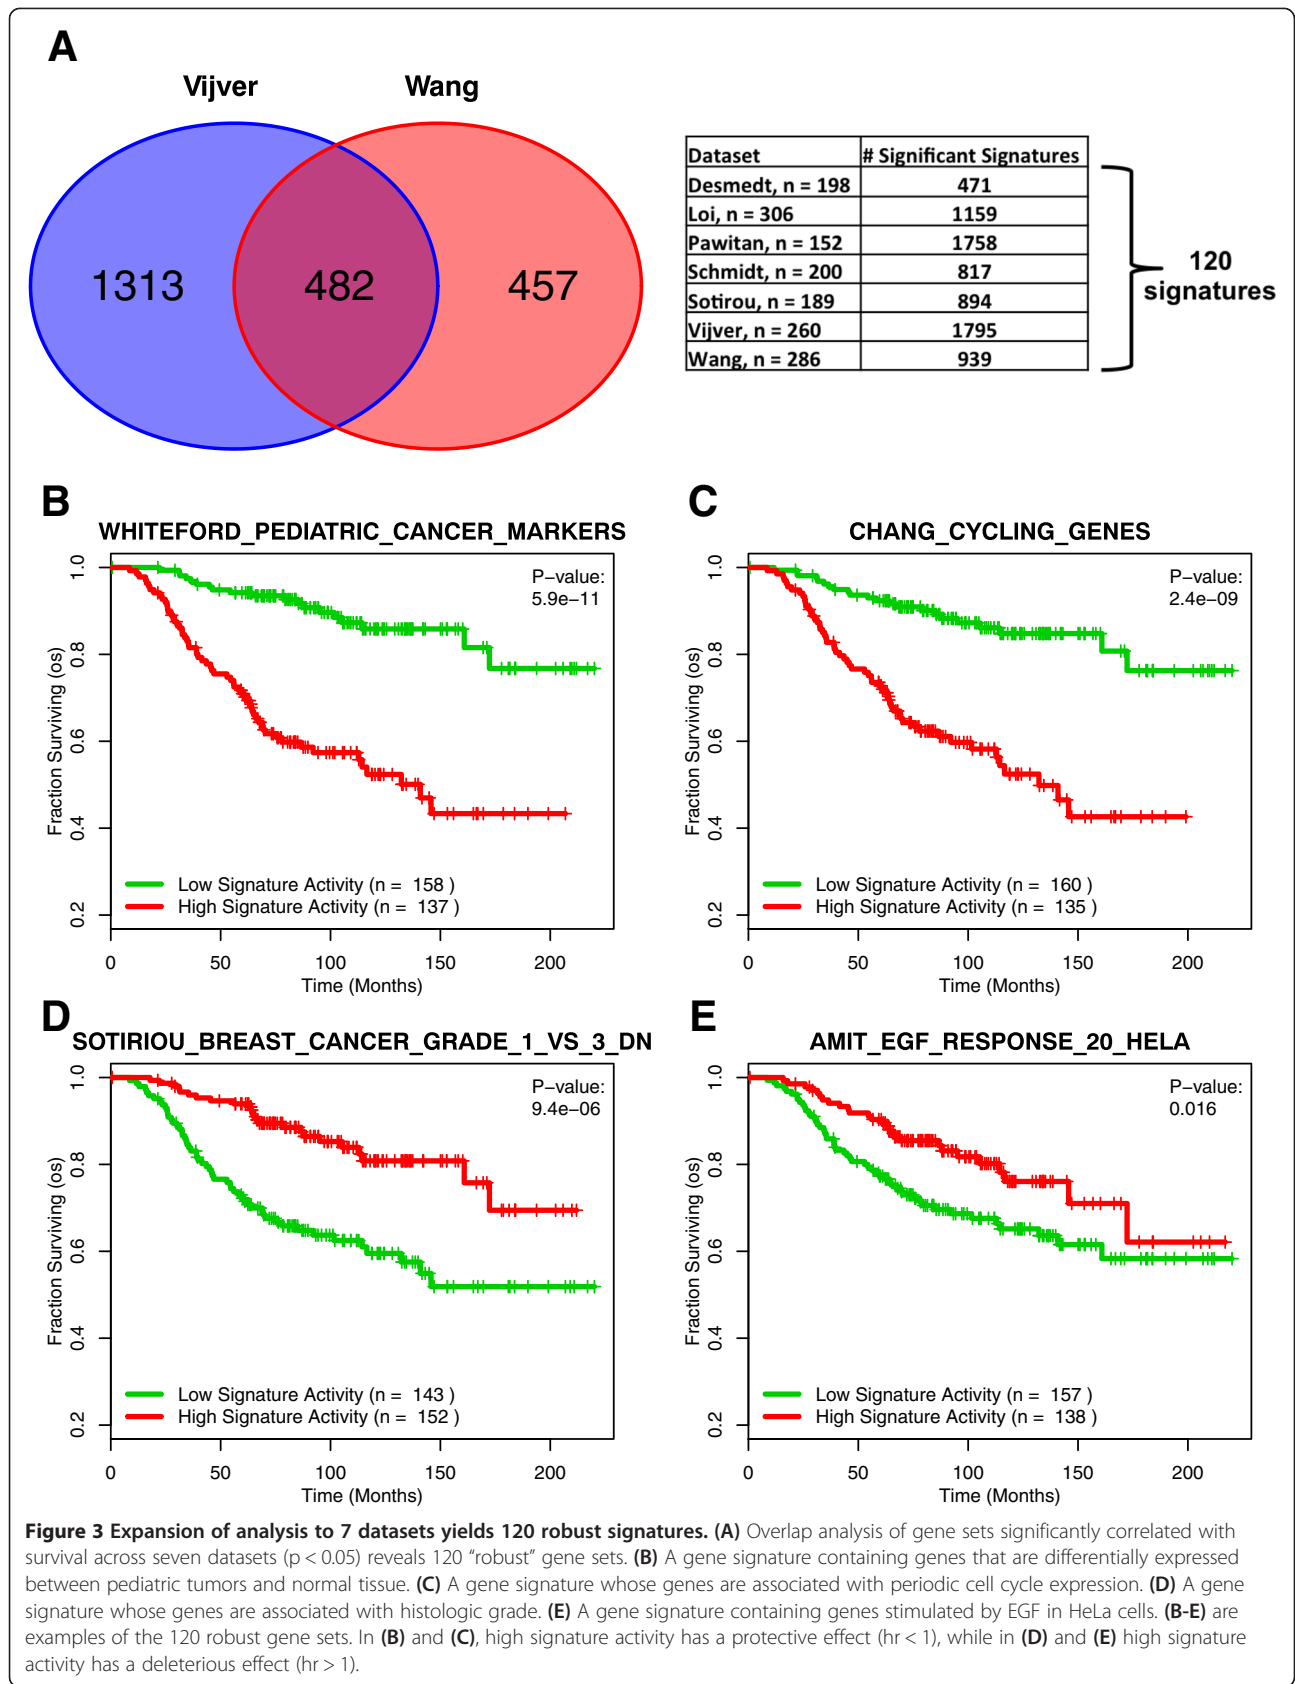 A
Vijver
Wang
1313
482
457
Dataset # Significant Signatures
Desmedt, n = 198 471
Loi, n = 306 1159
Pawitan, n = 152 1758
Schmidt, n = 200 817
Sotirou, n = 189 894
Vijver, n = 260 1795
Wang, n = 286 939
120
signatures
B
WHITEFORD_PEDIATRIC_CANCER_MARKERS
P-value:
5.9e-11
Fraction Surviving (os)
1.0
0.8
0.6
0.4
0.2
Low Signature Activity (n = 158 )
High Signature Activity (n = 137 )
0 50 100 150 200
Time (Months)
C
CHANG_CYCLING_GENES
P-value:
2.4e-09
Fraction Surviving (os)
1.0
0.8
0.6
0.4
0.2
Low Signature Activity (n = 160 )
High Signature Activity (n = 135 )
0 50 100 150 200
Time (Months)
D
SOTIRIOU_BREAST_CANCER_GRADE_1_VS_3_DN
P-value:
9.4e-06
Fraction Surviving (os)
1.0
0.8
0.6
0.4
0.2
Low Signature Activity (n = 143 )
High Signature Activity (n = 152 )
0 50 100 150 200
Time (Months)
E
AMIT_EGF_RESPONSE_20_HELA
P-value:
0.016
Fraction Surviving (os)
1.0
0.8
0.6
0.4
0.2
Low Signature Activity (n = 157 )
High Signature Activity (n = 138 )
0 50 100 150 200
Time (Months)
Figure 3 Expansion of analysis to 7 datasets yields 120 robust signatures. (A) Overlap analysis of gene sets significantly correlated with
survival across seven datasets (p < 0.05) reveals 120 “robust” gene sets. (B) A gene signature containing genes that are differentially expressed
between pediatric tumors and normal tissue. (C) A gene signature whose genes are associated with periodic cell cycle expression. (D) A gene
signature whose genes are associated with histologic grade. (E) A gene signature containing genes stimulated by EGF in HeLa cells. (B-E) are
examples of the 120 robust gene sets. In (B) and (C), high signature activity has a protective effect (hr < 1), while in (D) and (E) high signature
activity has a deleterious effect (hr > 1).